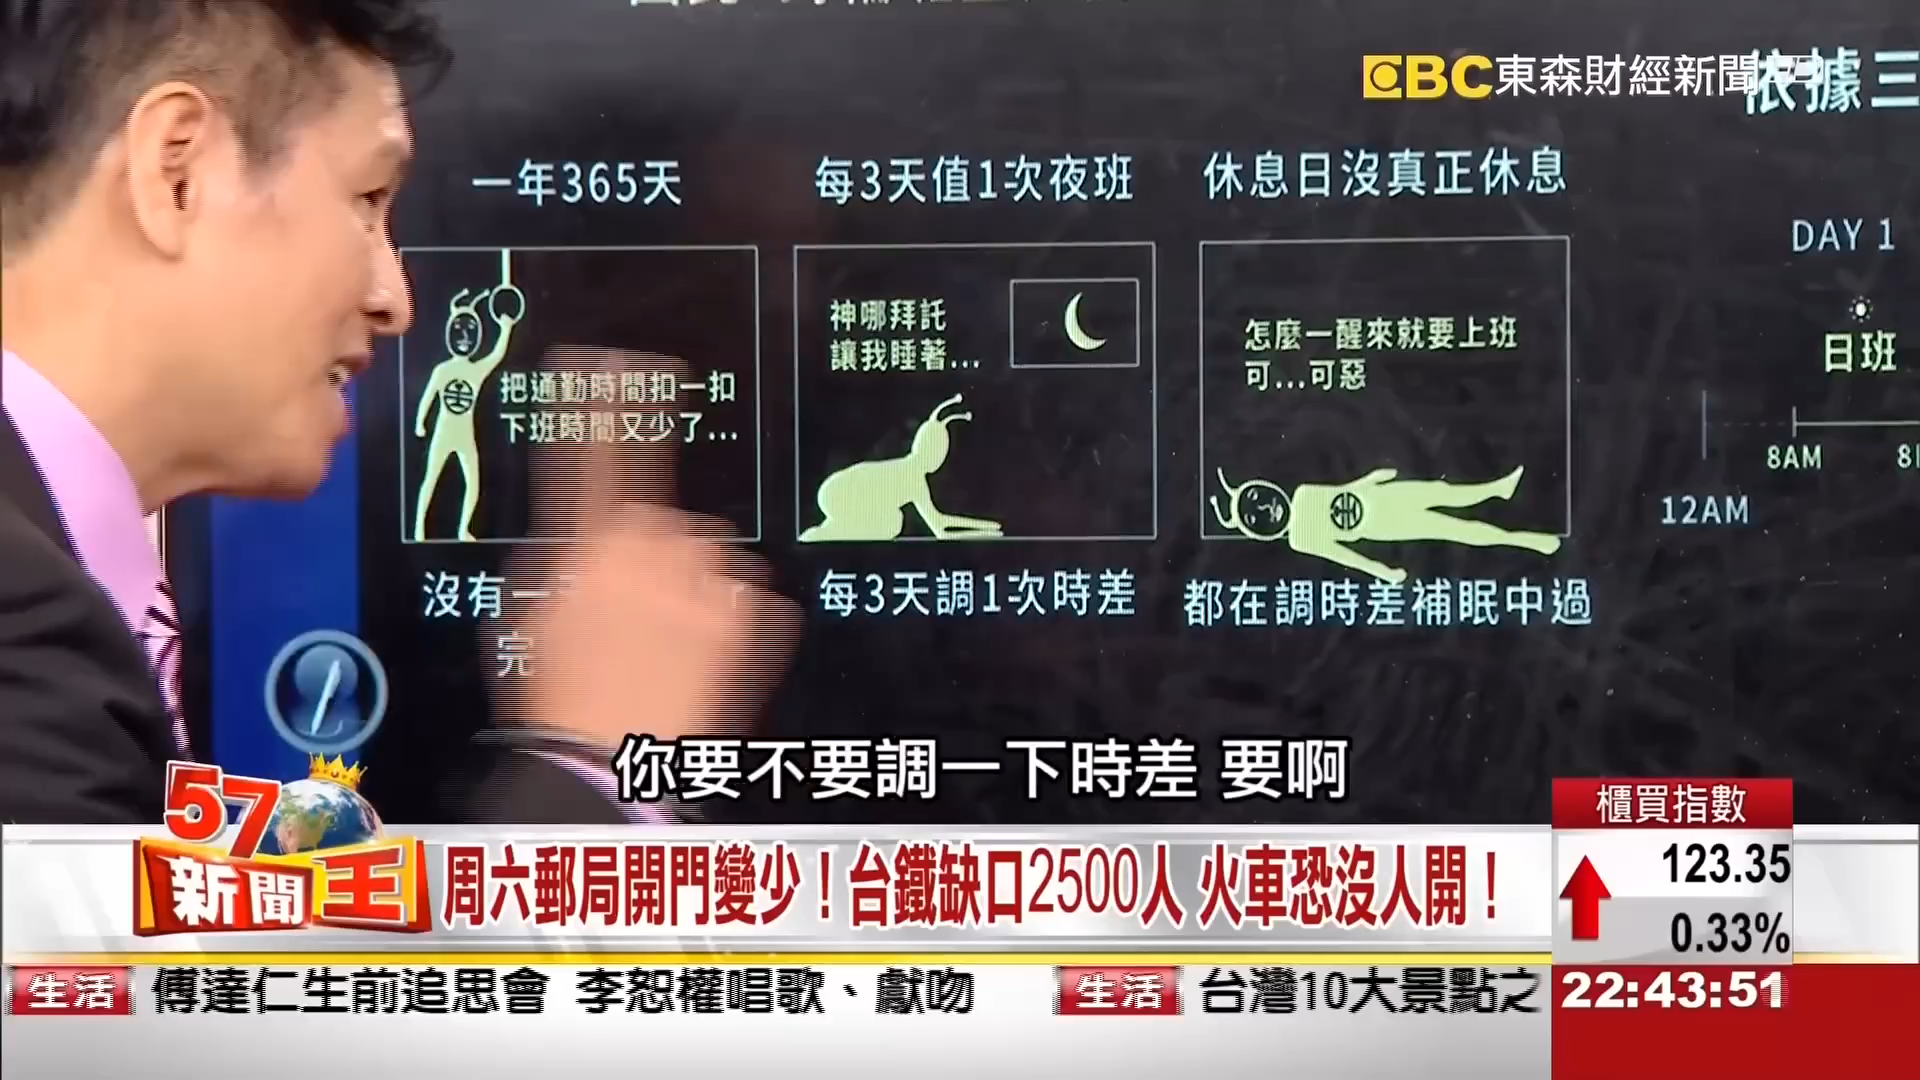 EBC東森財經新聞
依據三
一年365天
每3天值1次夜班
休息日沒真正休息
把通勤時間扣一扣
下班時間又少了...
神哪拜託
讓我睡著...
怎麼一醒來就要上班
可...可惡
沒有一
完
每3天調1次時差
都在調時差補眠中過
DAY 1
日班
8AM
12AM
你要不要調一下時差 要啊
57
新聞王
周六郵局開門變少！台鐵缺口2500人 火車恐沒人開！
櫃買指數
123.35
0.33%
生活 傅達仁生前追思會 李恕權唱歌、獻吻
生活 台灣10大景點之
22:43:51